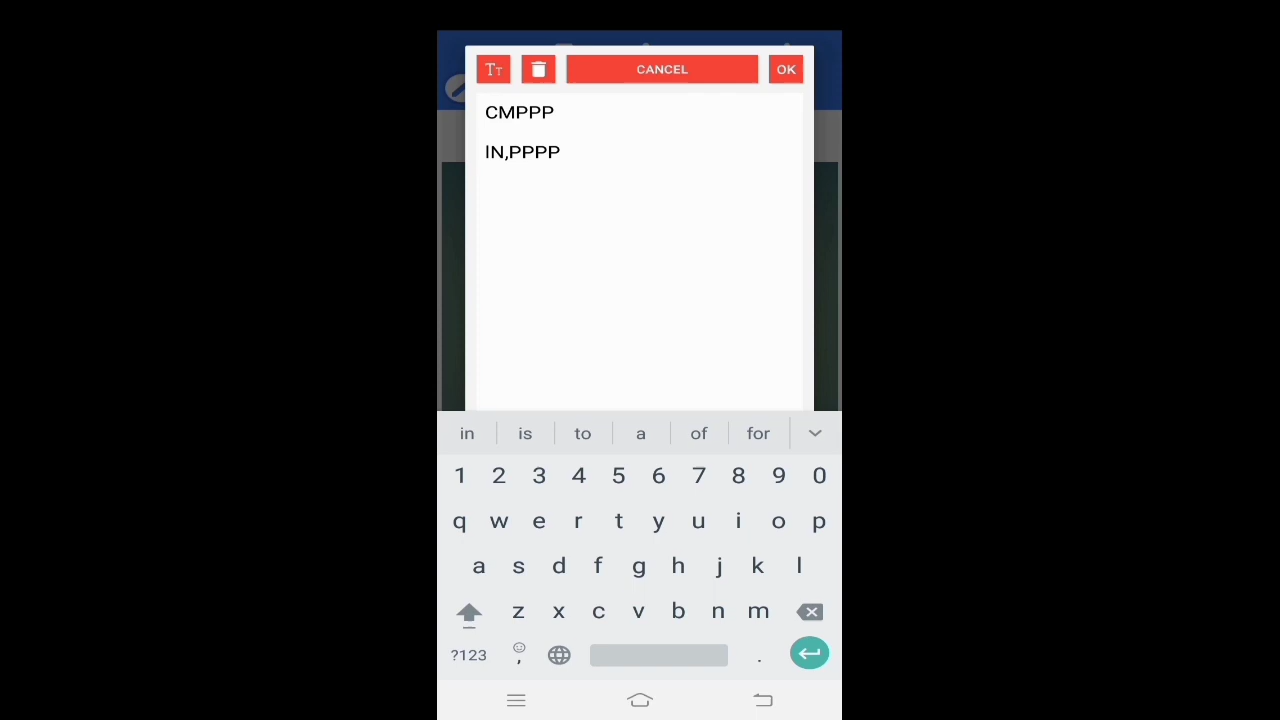 Tт CANCEL OK
CMPPP
IN,PPPP
in is to a of for
1 2 3 4 5 6 7 8 9 0
q w e r t y u i o p
a s d f g h j k l
z x c v b n m
?123 , .